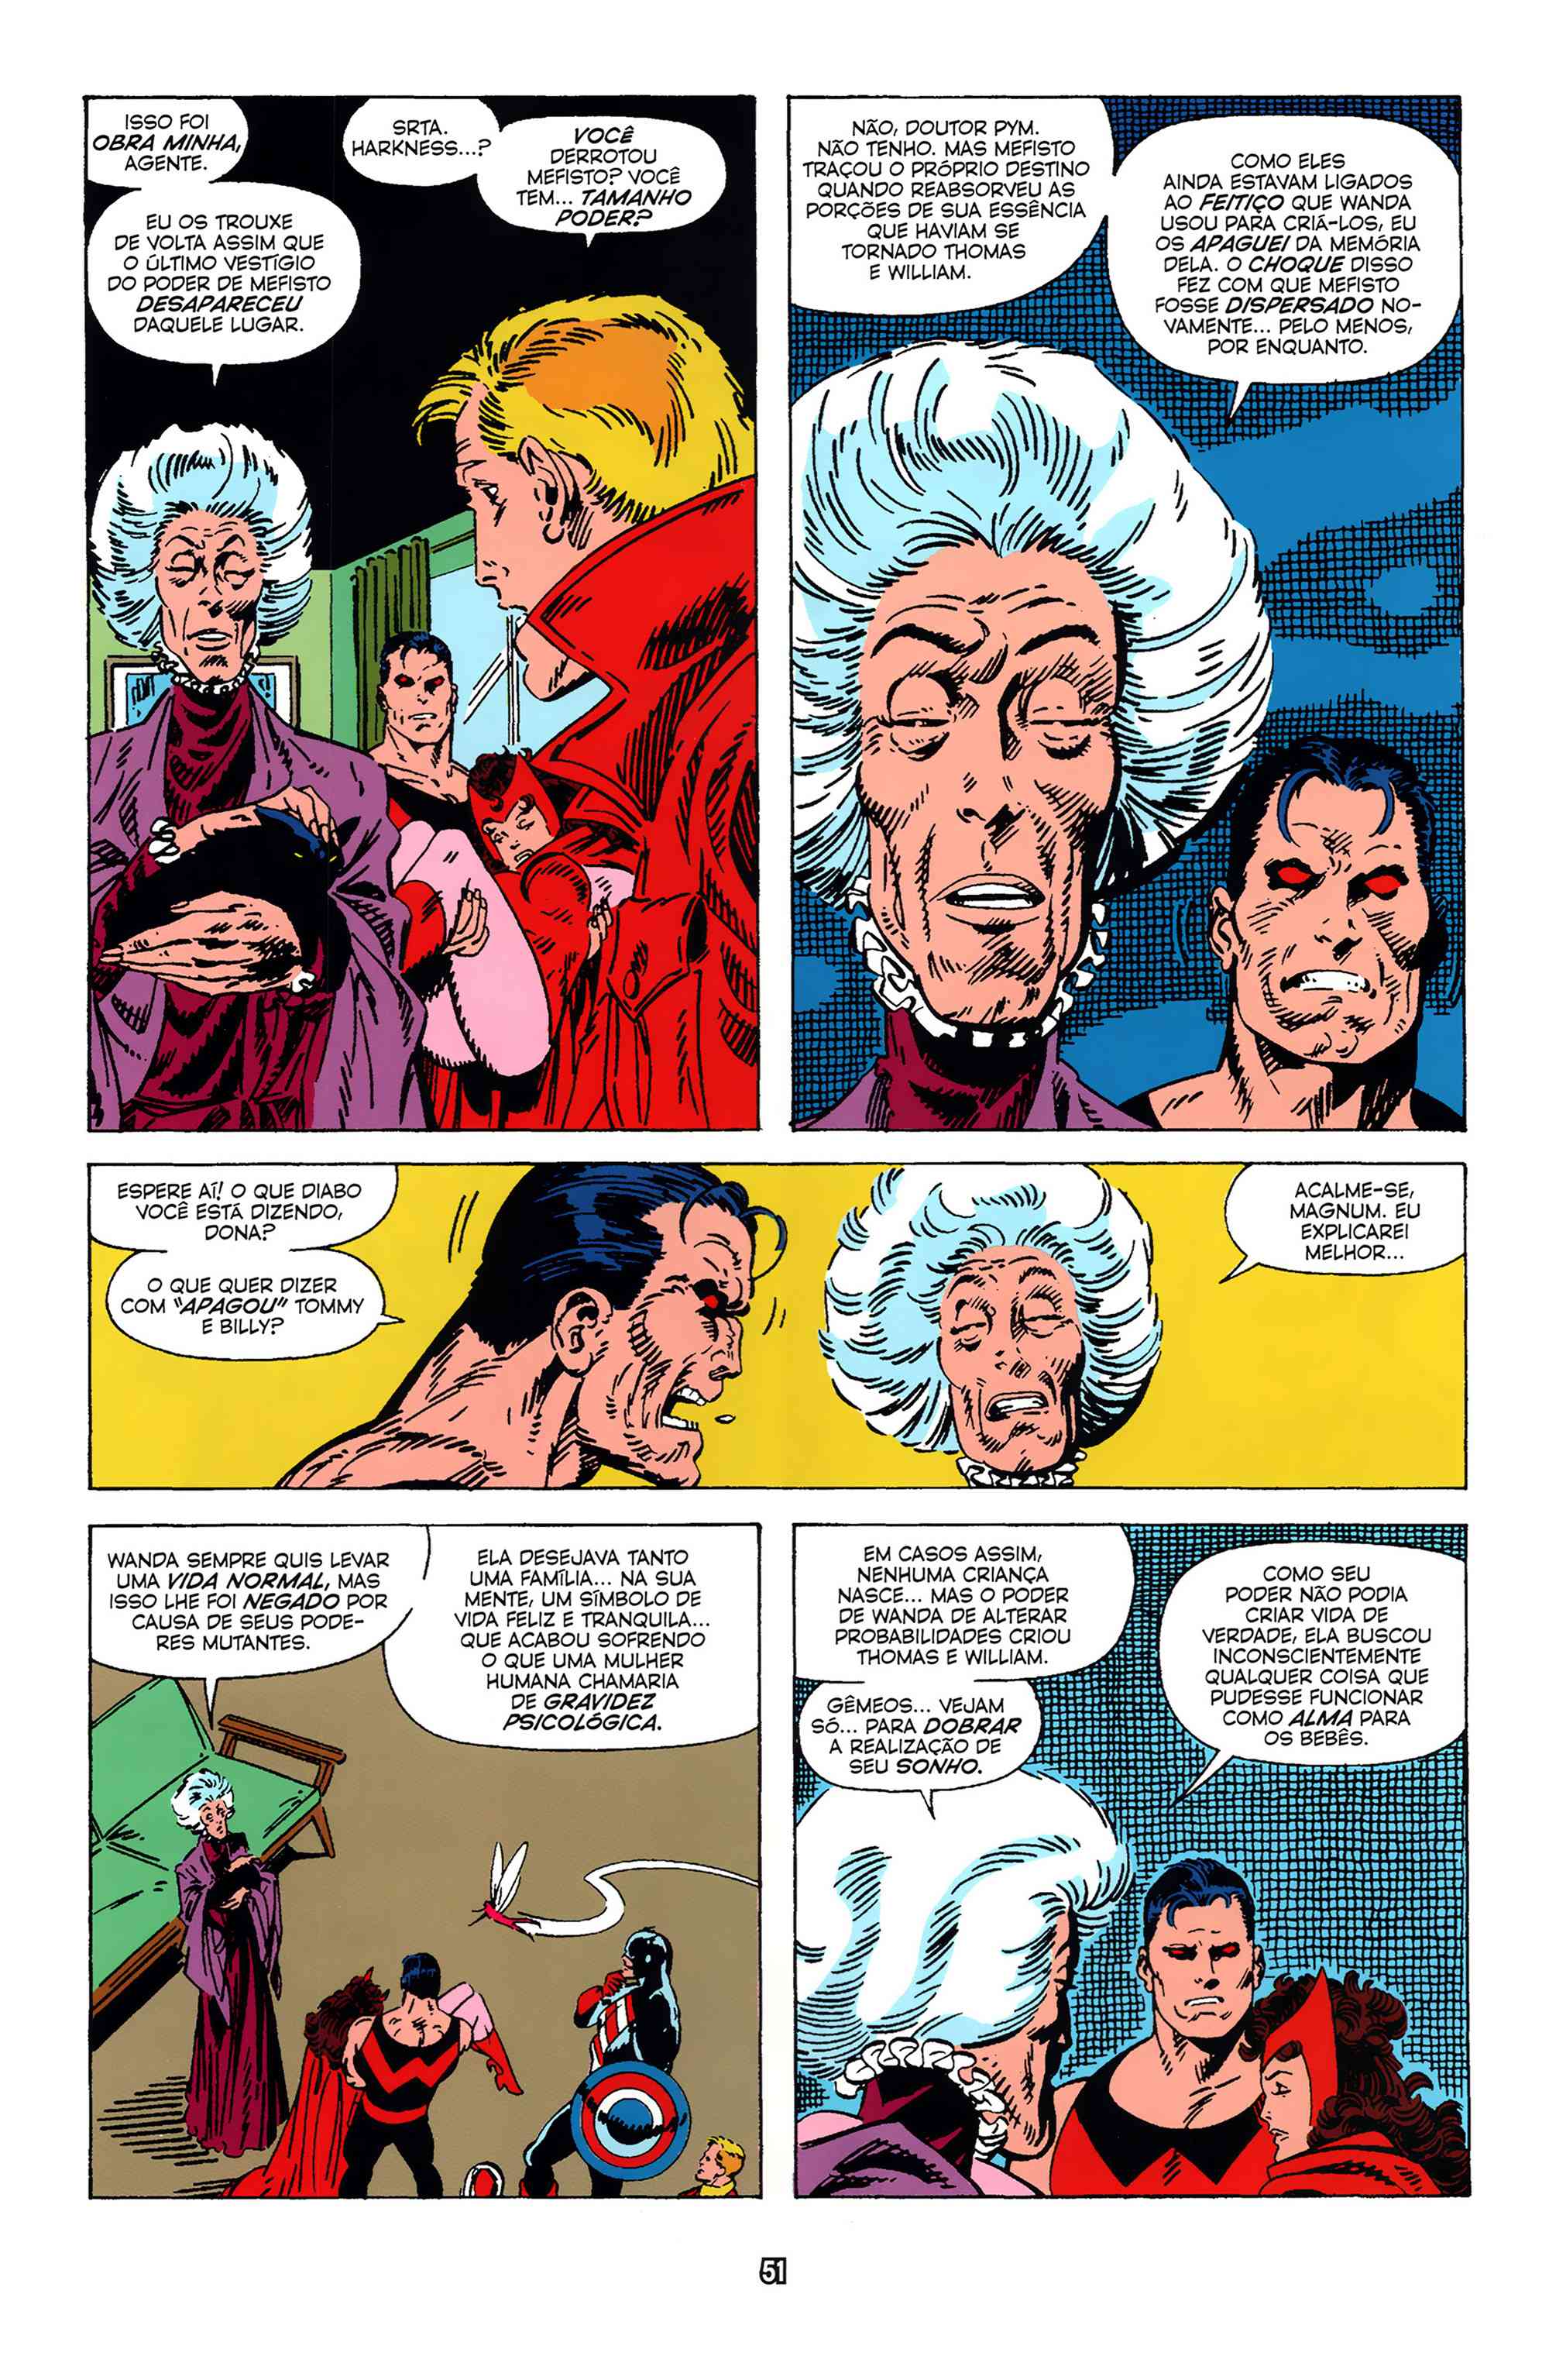 ISSO FOI
OBRA MINHA,
AGENTE.
EU OS TROUXE
DE VOLTA ASSIM QUE
O ÚLTIMO VESTÍGIO
DO PODER DE MEFISTO
DESAPARECEU
DAQUELE LUGAR.
SRTA.
HARKNESS...?
VOCÊ
DERROTOU
MEFISTO? VOCÊ
TEM... TAMANHO
PODER?
NÃO, DOUTOR PYM.
NÃO TENHO. MAS MEFISTO
TRAÇOU O PRÓPRIO DESTINO
QUANDO REABSORVEU AS
PORÇÕES DE SUA ESSÊNCIA
QUE HAVIAM SE
TORNADO THOMAS
E WILLIAM.
COMO ELES
AINDA ESTAVAM LIGADOS
AO FEITIÇO QUE WANDA
USOU PARA CRIÁ-LOS, EU
OS APAGUEI DA MEMÓRIA
DELA. O CHOQUE DISSO
FEZ COM QUE MEFISTO
FOSSE DISPERSADO NO-
VAMENTE... PELO MENOS,
POR ENQUANTO.
ESPERE AÍ! O QUE DIABO
VOCÊ ESTÁ DIZENDO,
DONA?
O QUE QUER DIZER
COM "APAGOU" TOMMY
E BILLY?
ACALME-SE,
MAGNUM. EU
EXPLICAREI
MELHOR...
WANDA SEMPRE QUIS LEVAR
UMA VIDA NORMAL, MAS
ISSO LHE FOI NEGADO POR
CAUSA DE SEUS PODE-
RES MUTANTES.
ELA DESEJAVA TANTO
UMA FAMÍLIA... NA SUA
MENTE, UM SÍMBOLO DE
VIDA FELIZ E TRANQUILA...
QUE ACABOU SOFRENDO
O QUE UMA MULHER
HUMANA CHAMARIA
DE GRAVIDEZ
PSICOLÓGICA.
EM CASOS ASSIM,
NENHUMA CRIANÇA
NASCE... MAS O PODER
DE WANDA DE ALTERAR
PROBABILIDADES CRIOU
THOMAS E WILLIAM.
GÊMEOS... VEJAM
SÓ... PARA DOBRAR
A REALIZAÇÃO DE
SEU SONHO.
COMO SEU
PODER NÃO PODIA
CRIAR VIDA DE
VERDADE, ELA BUSCOU
INCONSCIENTEMENTE
QUALQUER COISA QUE
PUDESSE FUNCIONAR
COMO ALMA PARA
OS BEBÊS.
51